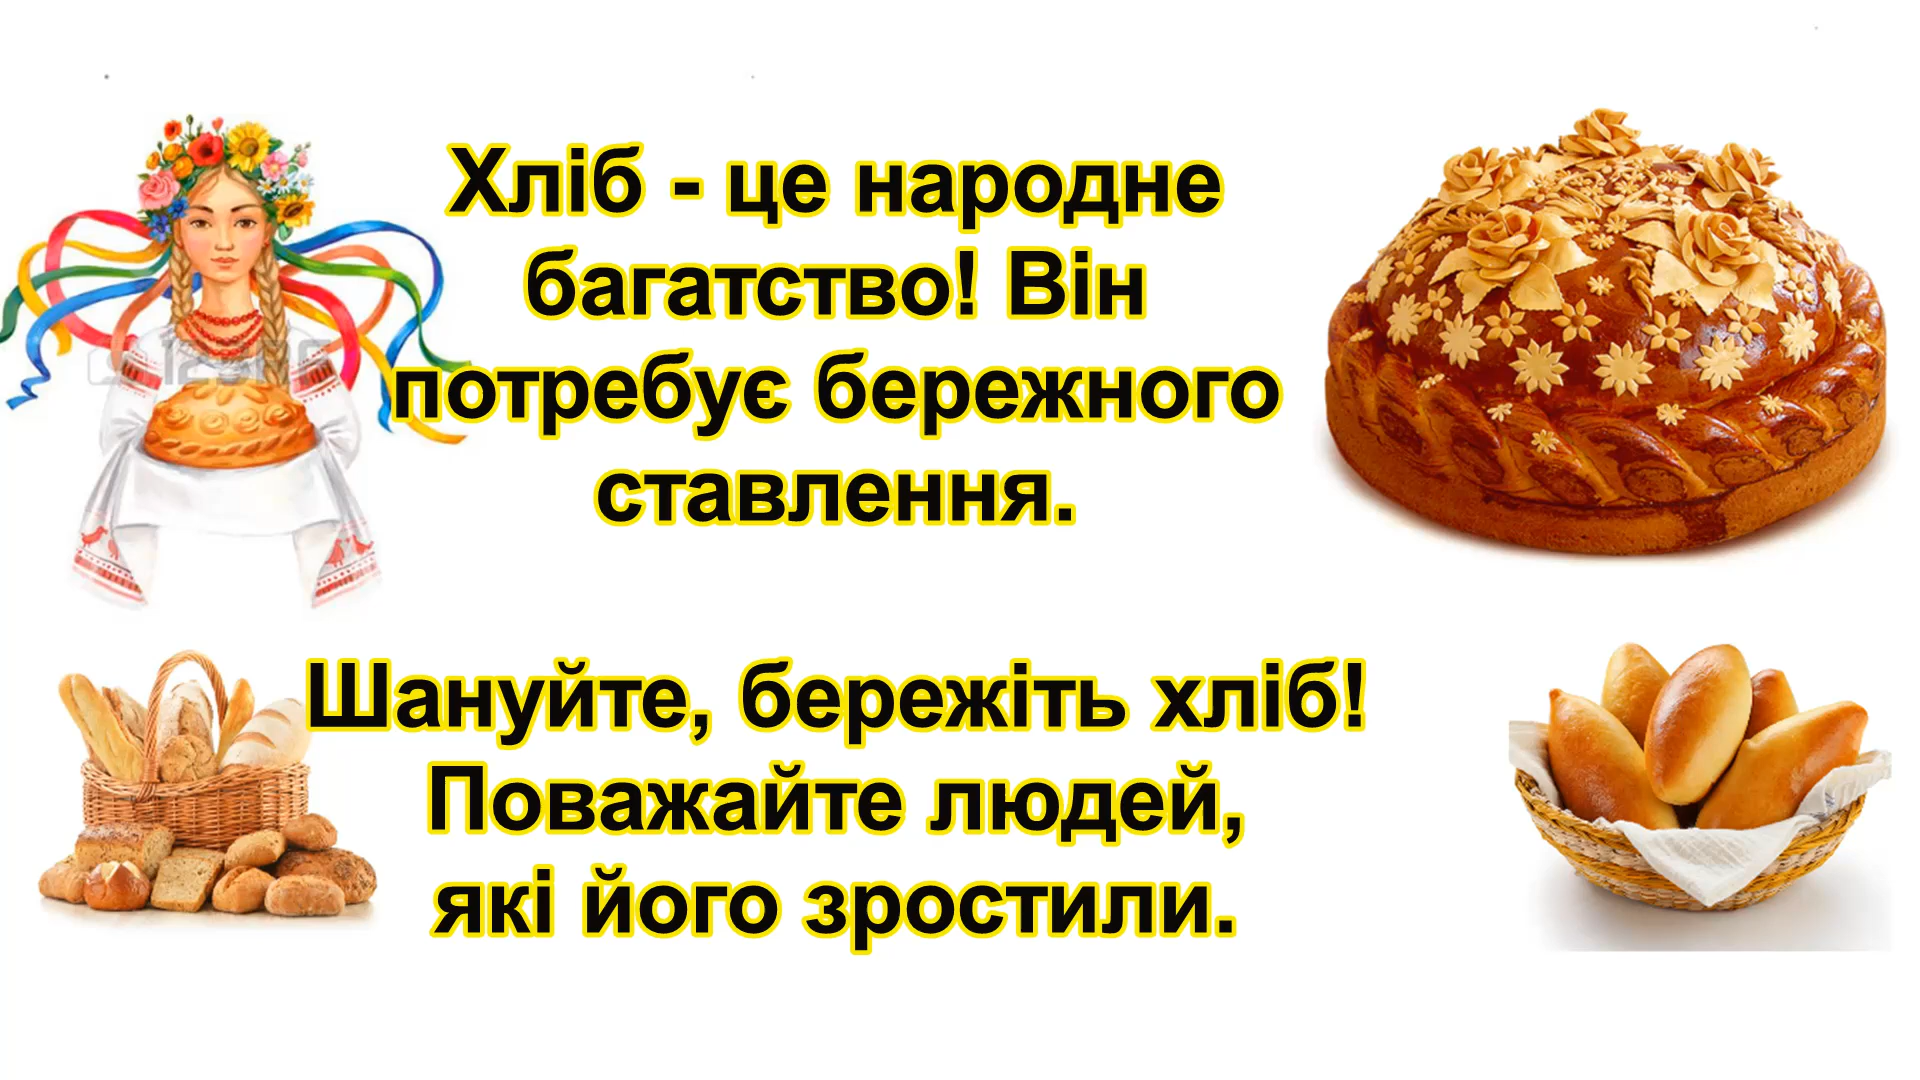 Хліб - це народне
багатство! Він
потребує бережного
ставлення.
Шануйте, бережіть хліб!
Поважайте людей,
які його зростили.